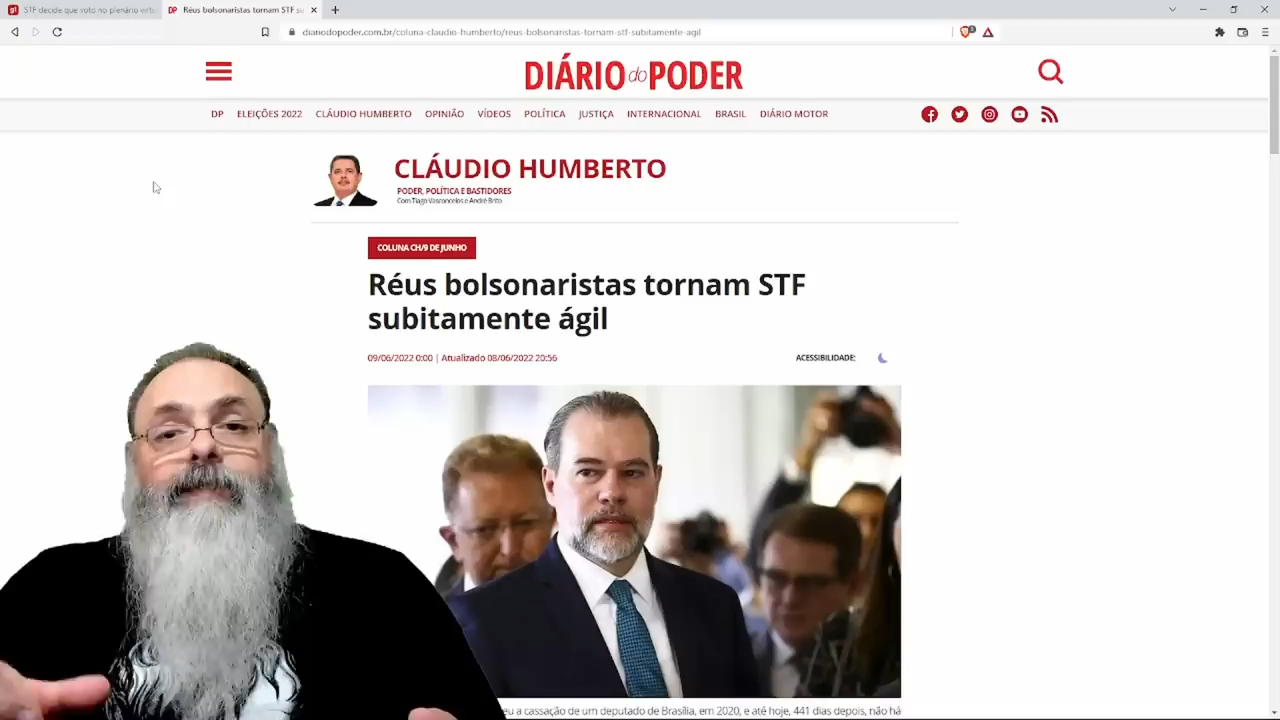 STF decide que voto no plenário virtu
Réus bolsonaristas tornam STF su
diariodopoder.com.br/coluna-claudio-humberto/reus-bolsonaristas-tornam-stf-subitamente-agil
DIÁRIO do PODER
DP ELEIÇÕES 2022 CLÁUDIO HUMBERTO OPINIÃO VÍDEOS POLÍTICA JUSTIÇA INTERNACIONAL BRASIL DIÁRIO MOTOR
CLÁUDIO HUMBERTO
PODER, POLÍTICA E BASTIDORES
Com Tiago Vasconcelos e André Brito
COLUNA CH/9 DE JUNHO
Réus bolsonaristas tornam STF
subitamente ágil
09/06/2022 0:00 | Atualizado 08/06/2022 20:56
ACESSIBILIDADE:
eu a cassação de um deputado de Brasília, em 2020, e até hoje, 441 dias depois, não há